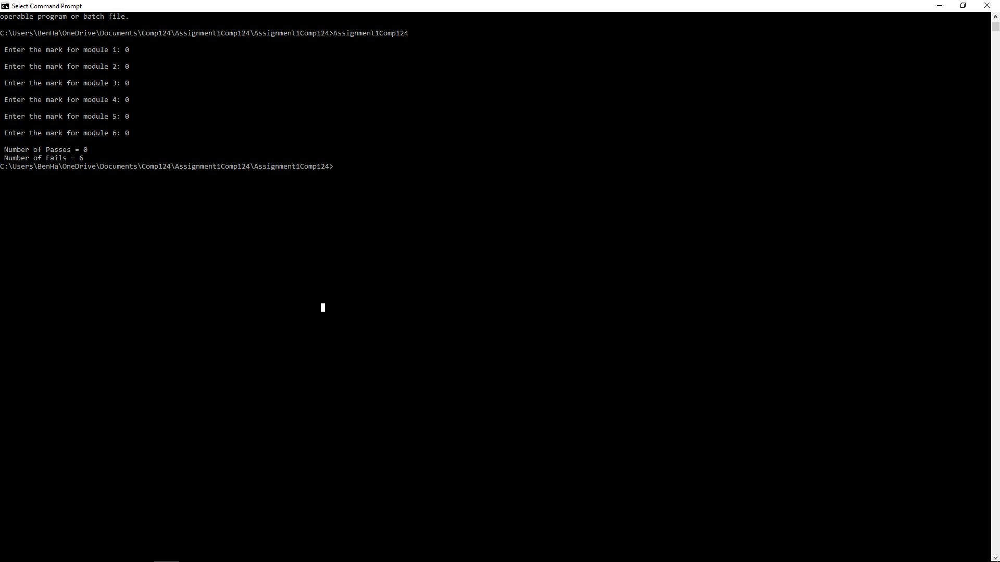 Select Command Prompt
operable program or batch file.
C:\Users\BenHa\OneDrive\Documents\Comp124\Assignment1Comp124\Assignment1Comp124>Assignment1Comp124
Enter the mark for module 1: 0
Enter the mark for module 2: 0
Enter the mark for module 3: 0
Enter the mark for module 4: 0
Enter the mark for module 5: 0
Enter the mark for module 6: 0
Number of Passes = 0
Number of Fails = 6
C:\Users\BenHa\OneDrive\Documents\Comp124\Assignment1Comp124\Assignment1Comp124>